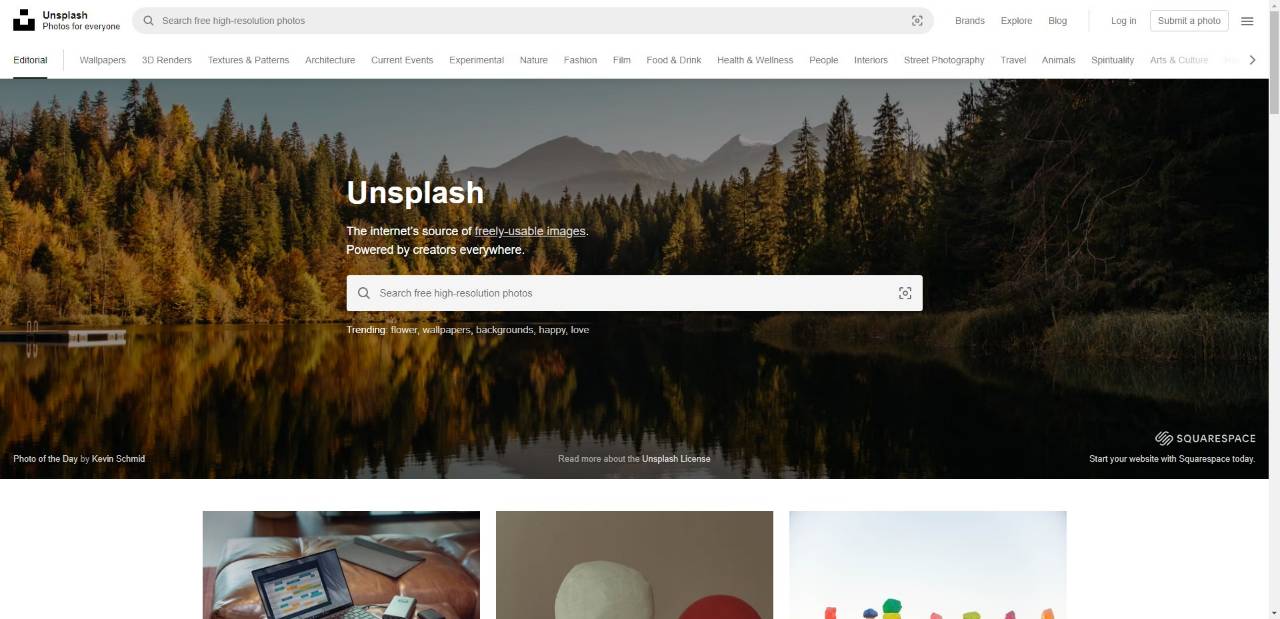 Unsplash
Photos for everyone
Search free high-resolution photos
Brands Explore Blog Log in Submit a photo
Editorial Wallpapers 3D Renders Textures & Patterns Architecture Current Events Experimental Nature Fashion Film Food & Drink Health & Wellness People Interiors Street Photography Travel Animals Spirituality Arts & Culture
Unsplash
The internet's source of freely-usable images.
Powered by creators everywhere.
Search free high-resolution photos
Trending: flower, wallpapers, backgrounds, happy, love
SQUARESPACE
Photo of the Day by Kevin Schmid
Read more about the Unsplash License
Start your website with Squarespace today.